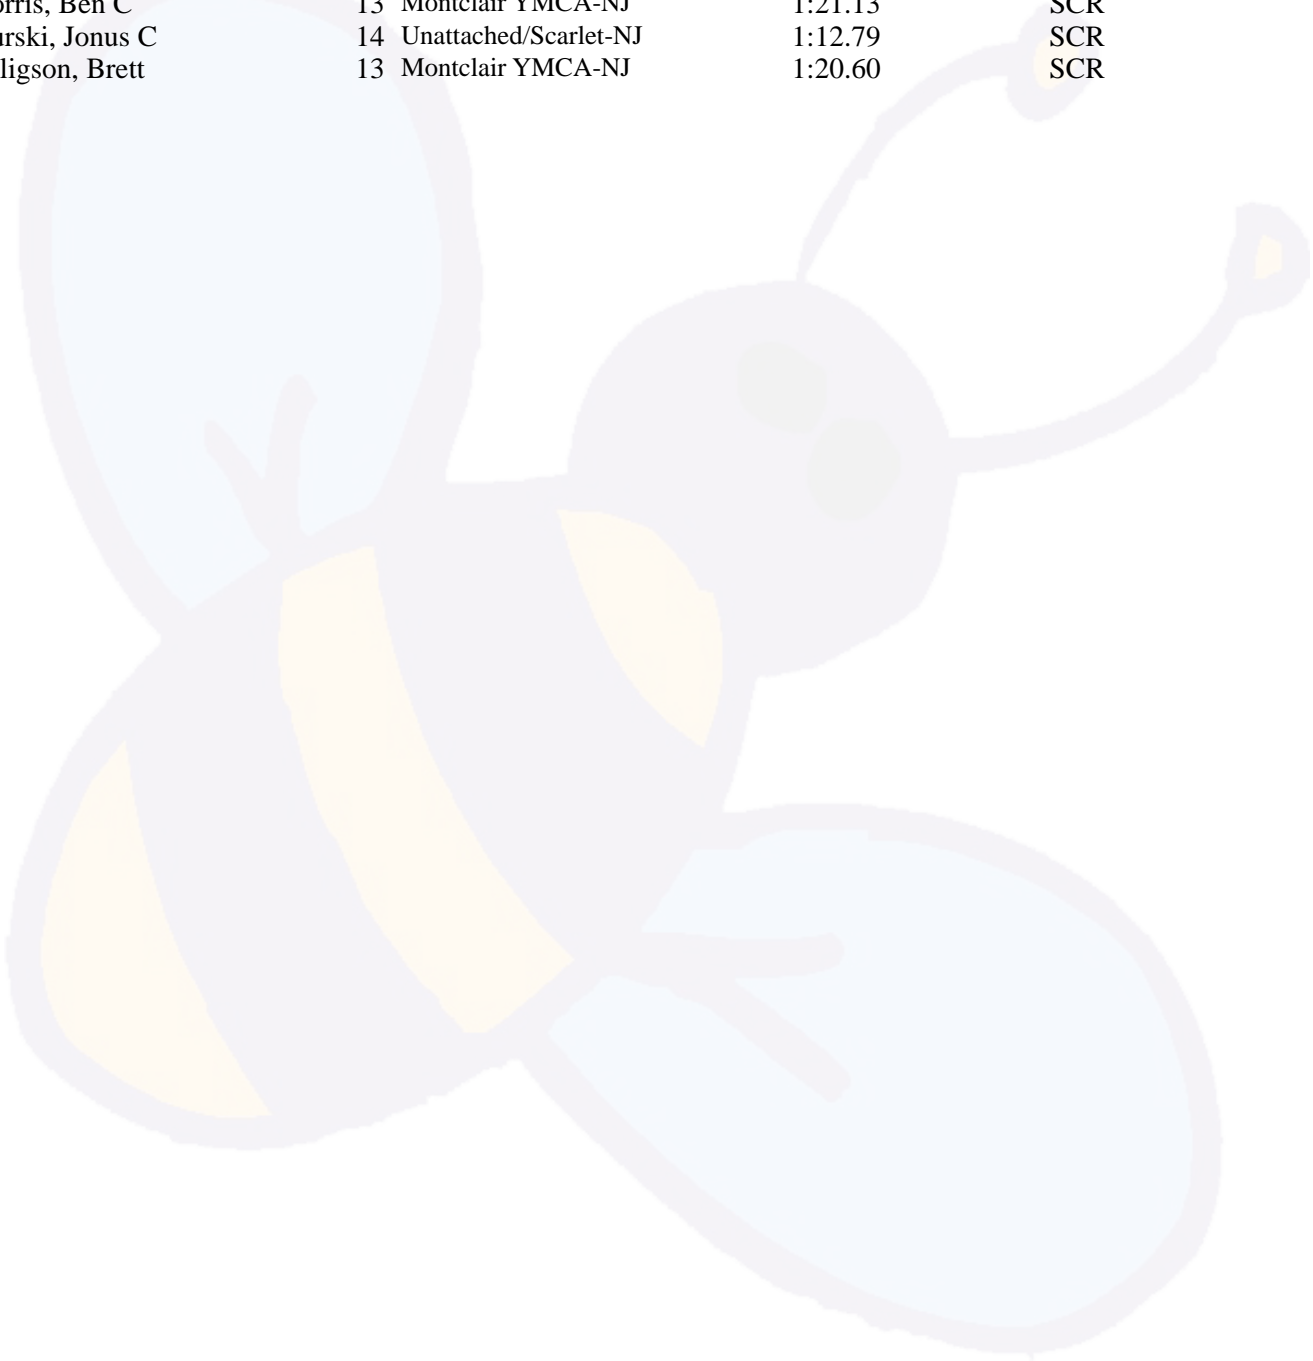 orris, Ben C 13 Montclair YMCA-NJ 1:21.13 SCR
urski, Jonus C 14 Unattached/Scarlet-NJ 1:12.79 SCR
ligson, Brett 13 Montclair YMCA-NJ 1:20.60 SCR